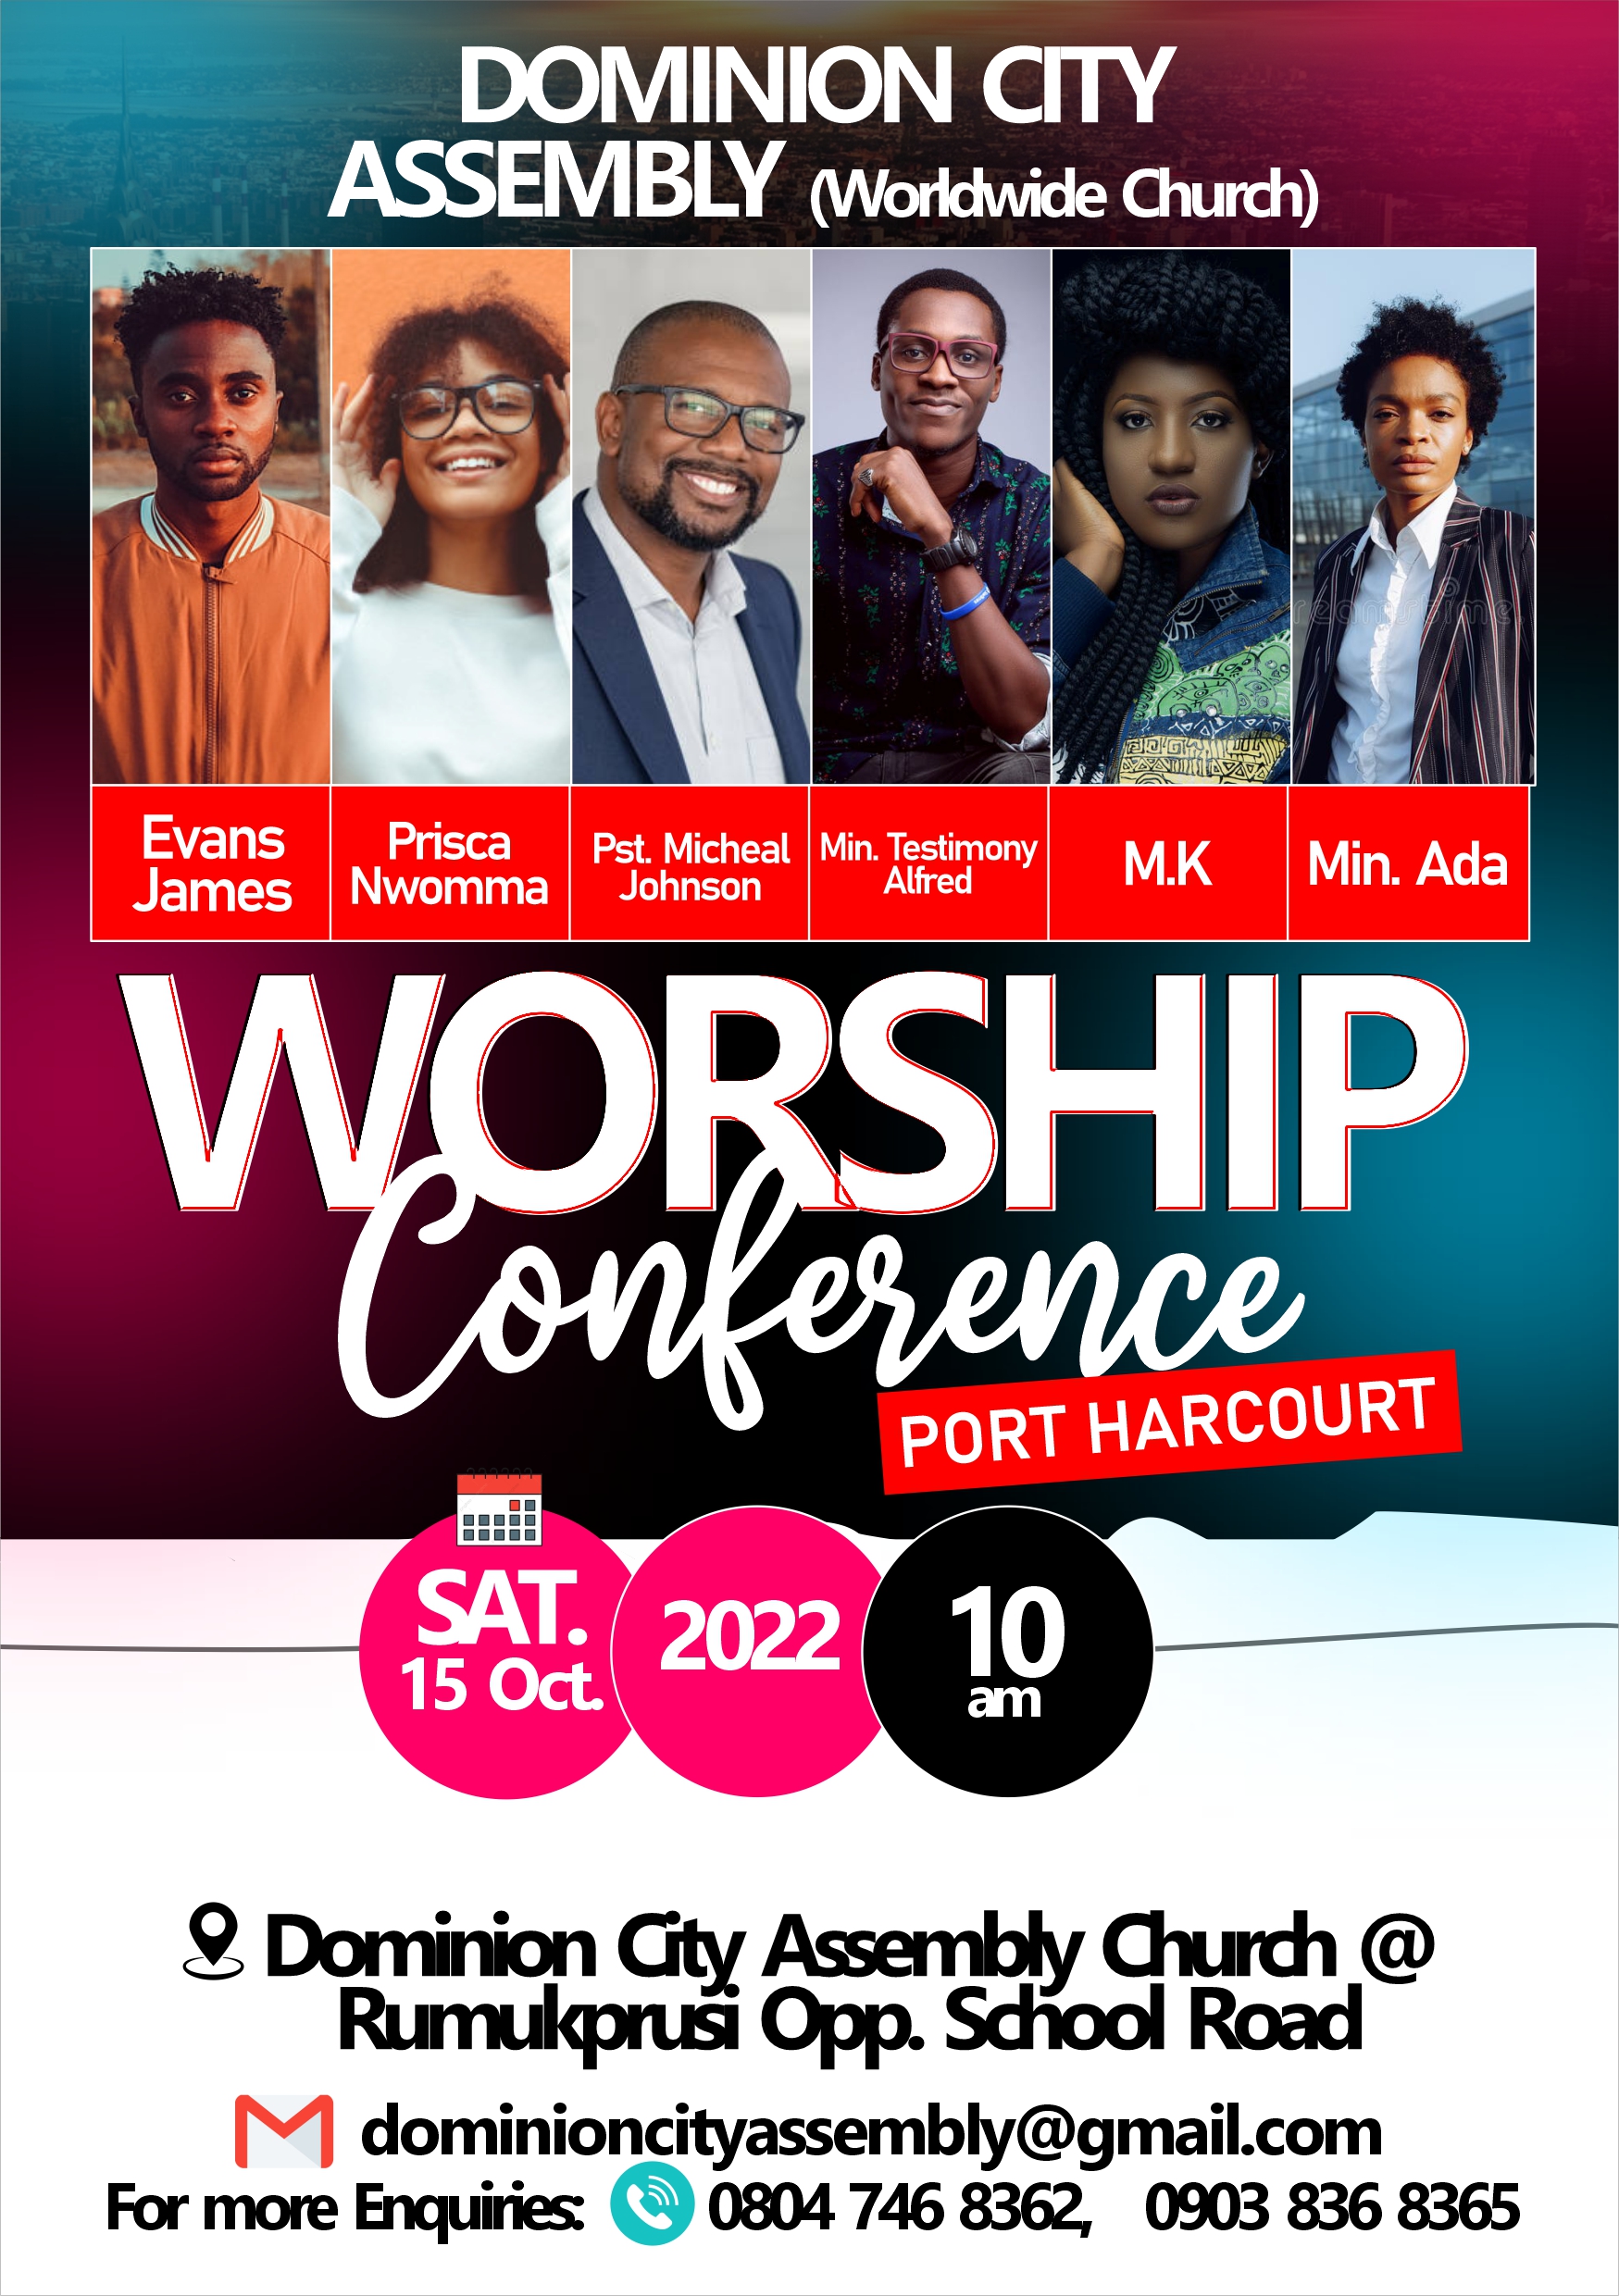 DOMINION CITY
ASSEMBLY (Worldwide Church)
dreamstime
Evans
James
Prisca
Nwomma
Pst. Micheal
Johnson
Min. Testimony
Alfred
M.K
Min. Ada
WORSHIP
Conference
PORT HARCOURT
SAT.
15 Oct.
2022
10
am
Dominion City Assembly Church @
Rumukprusi Opp. School Road
dominioncityassembly@gmail.com
For more Enquiries: 0804 746 8362, 0903 836 8365